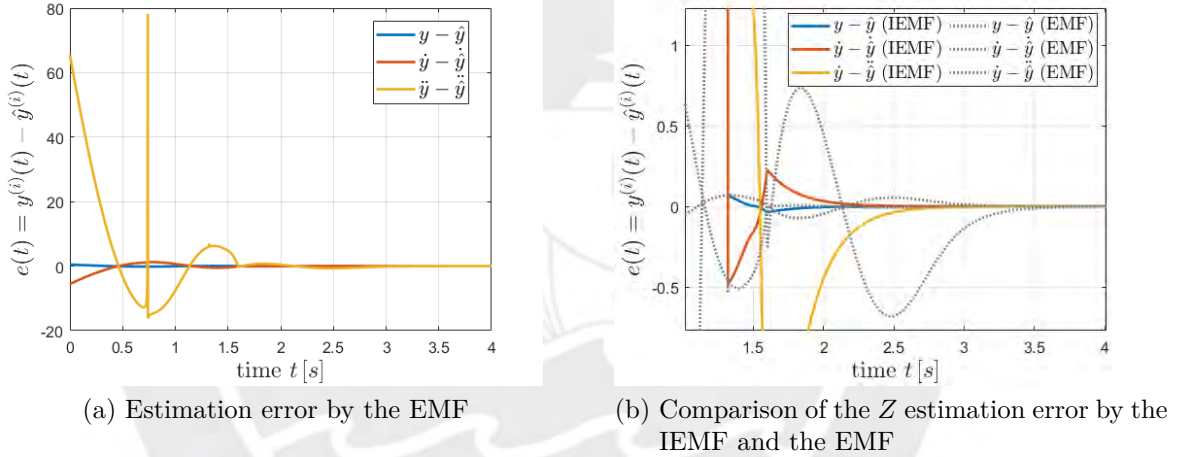 80
60
40
20
0
-20
e(t) = y⁽ⁱ⁾(t) − ŷ⁽ⁱ⁾(t)
y − ŷ
ẏ − ŷ̇
ÿ − ŷ̈
0 0.5 1 1.5 2 2.5 3 3.5 4
time t [s]
(a) Estimation error by the EMF
1
0.5
0
-0.5
e(t) = y⁽ⁱ⁾(t) − ŷ⁽ⁱ⁾(t)
y − ŷ (IEMF) y − ŷ (EMF)
ẏ − ŷ̇ (IEMF) ẏ − ŷ̇ (EMF)
ẏ − ŷ̈ (IEMF) ẏ − ŷ̈ (EMF)
1.5 2 2.5 3 3.5 4
time t [s]
(b) Comparison of the Z estimation error by the
IEMF and the EMF